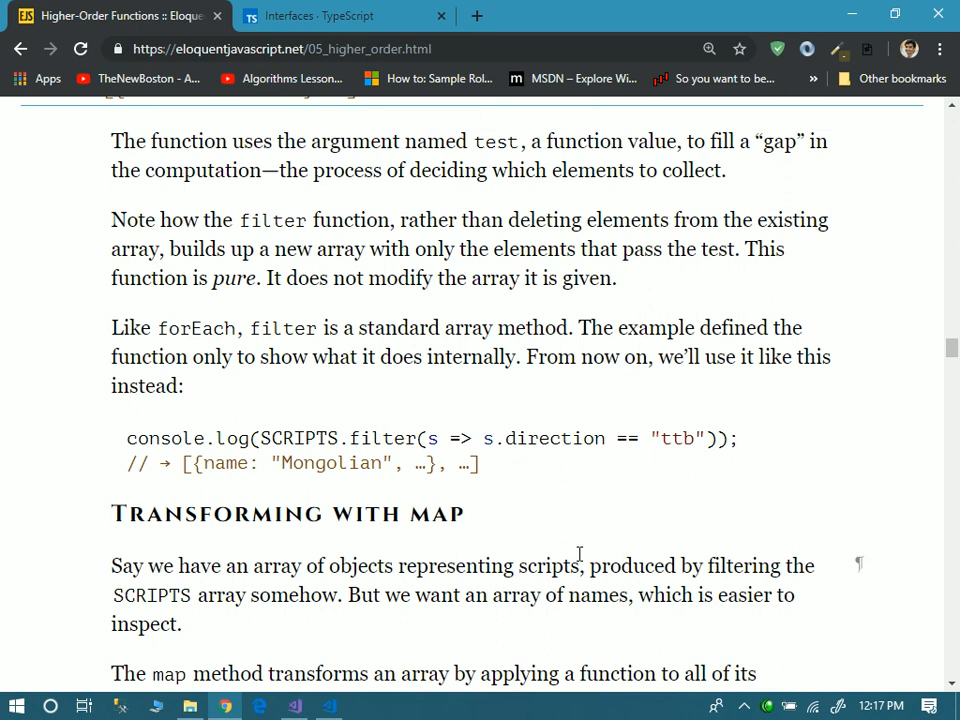 Higher-Order Functions :: Eloque
Interfaces · TypeScript
https://eloquentjavascript.net/05_higher_order.html
Apps
TheNewBoston - A...
Algorithms Lesson...
How to: Sample Rol...
MSDN – Explore Wi...
So you want to be...
»
Other bookmarks
The function uses the argument named test, a function value, to fill a “gap” in
the computation—the process of deciding which elements to collect.
Note how the filter function, rather than deleting elements from the existing
array, builds up a new array with only the elements that pass the test. This
function is pure. It does not modify the array it is given.
Like forEach, filter is a standard array method. The example defined the
function only to show what it does internally. From now on, we’ll use it like this
instead:
console.log(SCRIPTS.filter(s => s.direction == "ttb"));
// → [{name: "Mongolian", …}, …]
TRANSFORMING WITH MAP
Say we have an array of objects representing scripts, produced by filtering the ¶
SCRIPTS array somehow. But we want an array of names, which is easier to
inspect.
The map method transforms an array by applying a function to all of its
12:17 PM